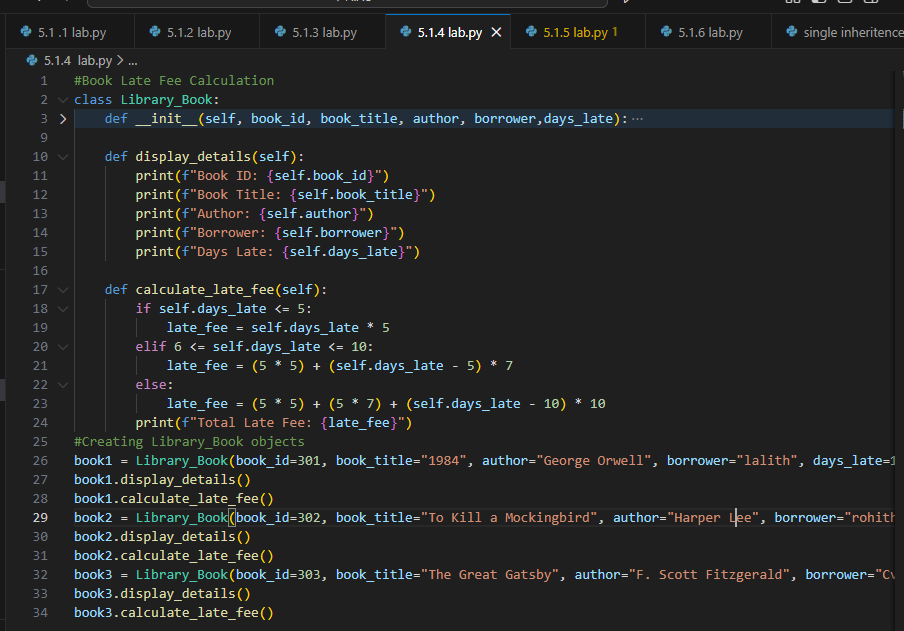 5.1 .1 lab.py
5.1.2 lab.py
5.1.3 lab.py
5.1.4 lab.py
5.1.5 lab.py 1
5.1.6 lab.py
single inheritence
5.1.4 lab.py > ...
1 #Book Late Fee Calculation
2 class Library_Book:
3 def __init__(self, book_id, book_title, author, borrower,days_late): ...
9
10 def display_details(self):
11 print(f"Book ID: {self.book_id}")
12 print(f"Book Title: {self.book_title}")
13 print(f"Author: {self.author}")
14 print(f"Borrower: {self.borrower}")
15 print(f"Days Late: {self.days_late}")
16
17 def calculate_late_fee(self):
18 if self.days_late <= 5:
19 late_fee = self.days_late * 5
20 elif 6 <= self.days_late <= 10:
21 late_fee = (5 * 5) + (self.days_late - 5) * 7
22 else:
23 late_fee = (5 * 5) + (5 * 7) + (self.days_late - 10) * 10
24 print(f"Total Late Fee: {late_fee}")
25 #Creating Library_Book objects
26 book1 = Library_Book(book_id=301, book_title="1984", author="George Orwell", borrower="lalith", days_late=1
27 book1.display_details()
28 book1.calculate_late_fee()
29 book2 = Library_Book(book_id=302, book_title="To Kill a Mockingbird", author="Harper Lee", borrower="rohith
30 book2.display_details()
31 book2.calculate_late_fee()
32 book3 = Library_Book(book_id=303, book_title="The Great Gatsby", author="F. Scott Fitzgerald", borrower="Cv
33 book3.display_details()
34 book3.calculate_late_fee()